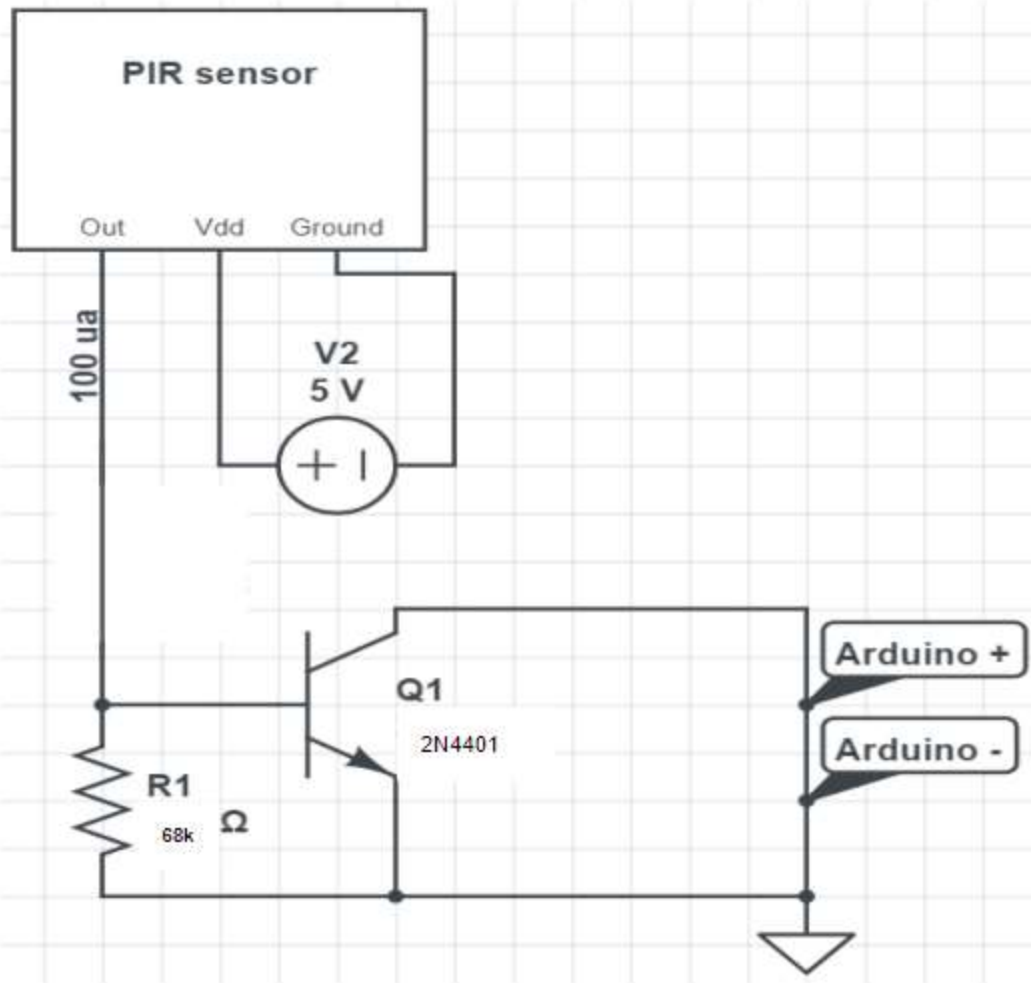 PIR sensor
Out Vdd Ground
100 ua
V2
5 V
+ -
Arduino +
Q1
2N4401
Arduino -
R1
68k Ω